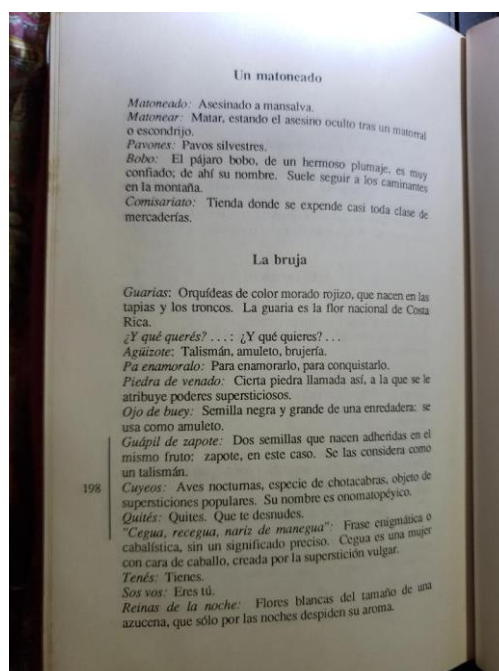 Un matoneado
Matoneado: Asesinado a mansalva.
Matonear: Matar, estando el asesino oculto tras un matorral
o escondrijo.
Pavones: Pavos silvestres.
Bobo: El pájaro bobo, de un hermoso plumaje, es muy
confiado; de ahí su nombre. Suele seguir a los caminantes
en la montaña.
Comisariato: Tienda donde se expende casi toda clase de
mercaderías.
La bruja
Guarias: Orquídeas de color morado rojizo, que nacen en las
tapias y los troncos. La guaria es la flor nacional de Costa
Rica.
¿Y qué querés? . . . : ¿Y qué quieres? . . .
Agüizote: Talismán, amuleto, brujería.
Pa enamoralo: Para enamorarlo, para conquistarlo.
Piedra de venado: Cierta piedra llamada así, a la que se le
atribuye poderes supersticiosos.
Ojo de buey: Semilla negra y grande de una enredadera: se
usa como amuleto.
Guápil de zapote: Dos semillas que nacen adheridas en el
mismo fruto: zapote, en este caso. Se las considera como
un talismán.
198
Cuyeos: Aves nocturnas, especie de chotacabras, objeto de
supersticiones populares. Su nombre es onomatopéyico.
Quités: Quites. Que te desnudes.
"Cegua, recegua, nariz de manegua": Frase enigmática o
cabalística, sin un significado preciso. Cegua es una mujer
con cara de caballo, creada por la superstición vulgar.
Tenés: Tienes.
Sos vos: Eres tú.
Reinas de la noche: Flores blancas del tamaño de una
azucena, que sólo por las noches despiden su aroma.